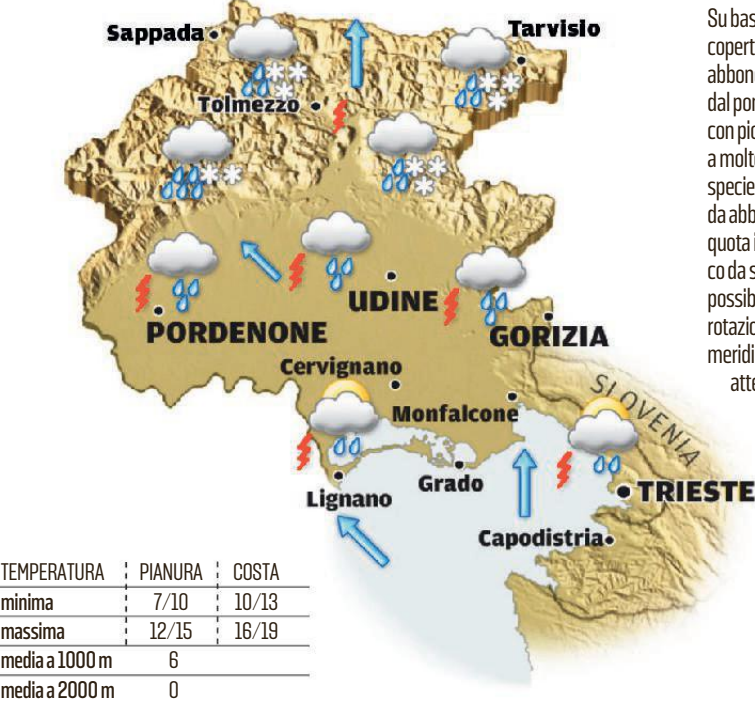 Sappada
Tarvisio
Tolmezzo
UDINE
PORDENONE
GORIZIA
Cervignano
SLOVENIA
Monfalcone
Grado
Lignano
TRIESTE
Capodistria
TEMPERATURA PIANURA COSTA
minima 7/10 10/13
massima 12/15 16/19
media a 1000 m 6
media a 2000 m 0
Su bas
copert
abbon
dal por
con pic
a molt
specie
da abb
quota i
co da s
possib
rotazio
meridi
atte